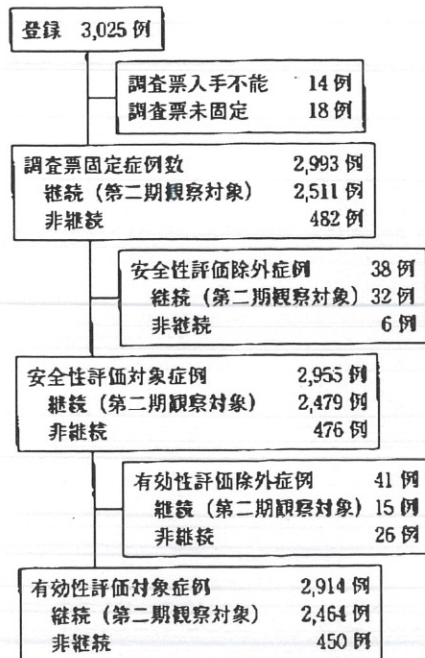 登録 3,025 例
調査票入手不能 14 例
調査票未固定 18 例
調査票固定症例数 2,993 例
継続（第二期観察対象） 2,511 例
非継続 482 例
安全性評価除外症例 38 例
継続（第二期観察対象） 32 例
非継続 6 例
安全性評価対象症例 2,955 例
継続（第二期観察対象） 2,479 例
非継続 476 例
有効性評価除外症例 41 例
継続（第二期観察対象） 15 例
非継続 26 例
有効性評価対象症例 2,914 例
継続（第二期観察対象） 2,464 例
非継続 450 例